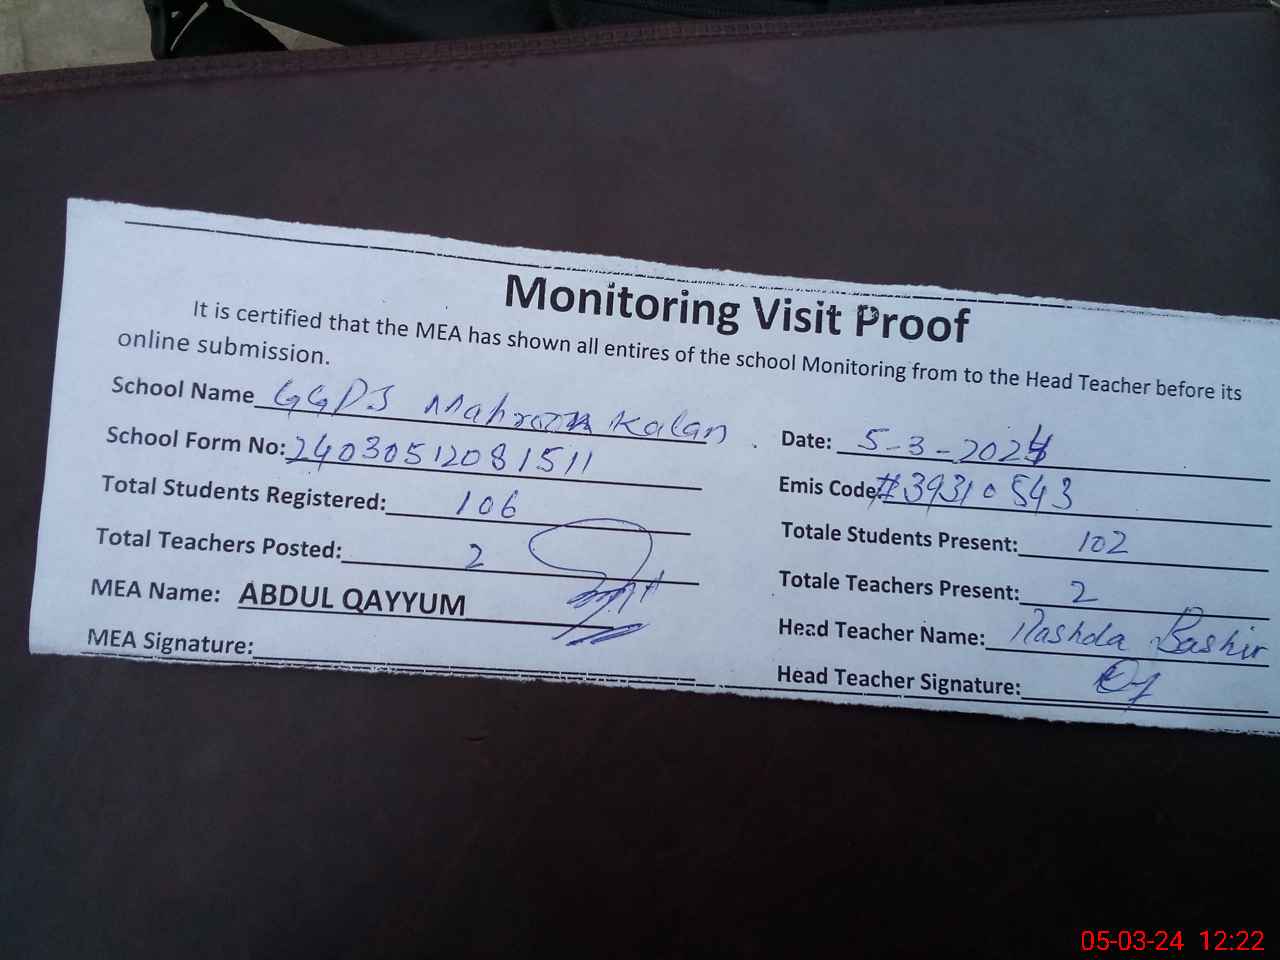 Monitoring Visit Proof
It is certified that the MEA has shown all entires of the school Monitoring from to the Head Teacher before its
online submission.
School Name GGPS Kalan
Date: 5-3-2024
School Form No: 2403051208 1511
Emis Code: #39310543
Total Students Registered: 106
Totale Students Present: 102
Total Teachers Posted: 2
Totale Teachers Present: 2
MEA Name: ABDUL QAYYUM
Head Teacher Name: Rashda Bashir
MEA Signature:
Head Teacher Signature:
05-03-24 12:22